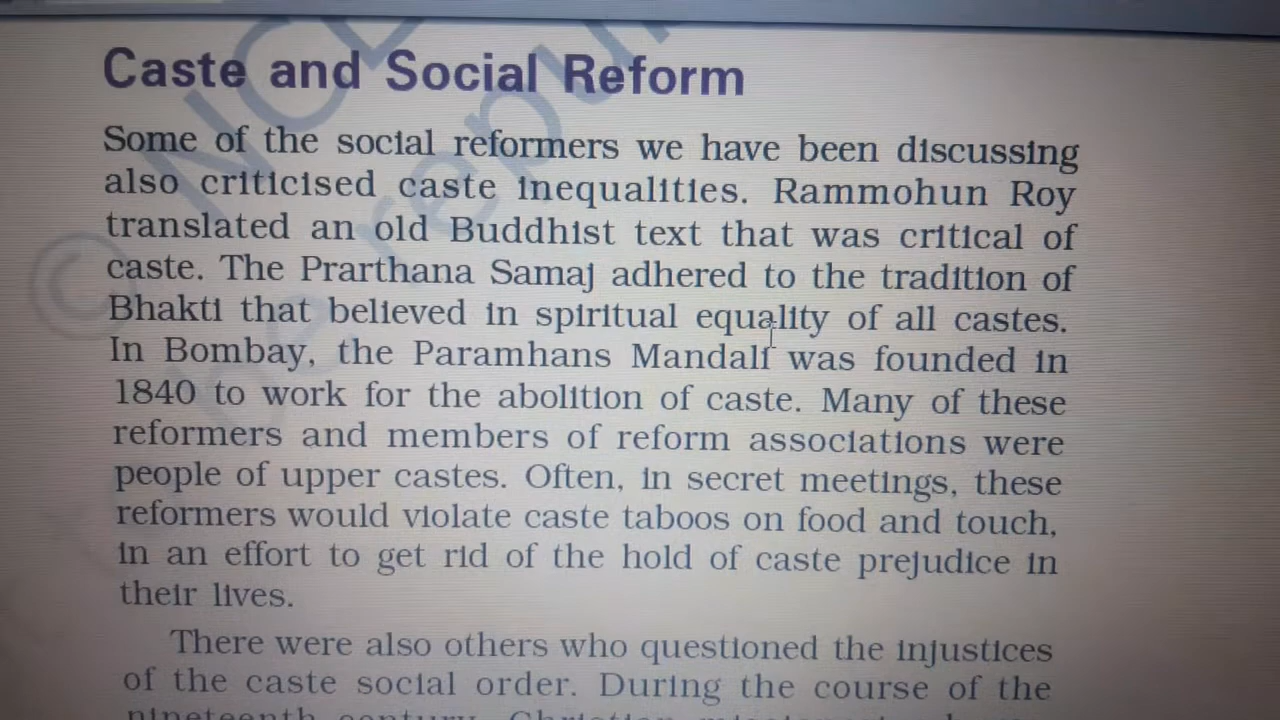 Caste and Social Reform
Some of the social reformers we have been discussing
also criticised caste inequalities. Rammohun Roy
translated an old Buddhist text that was critical of
caste. The Prarthana Samaj adhered to the tradition of
Bhakti that believed in spiritual equality of all castes.
In Bombay, the Paramhans Mandali was founded in
1840 to work for the abolition of caste. Many of these
reformers and members of reform associations were
people of upper castes. Often, in secret meetings, these
reformers would violate caste taboos on food and touch,
in an effort to get rid of the hold of caste prejudice in
their lives.
There were also others who questioned the injustices
of the caste social order. During the course of the
nineteenth century, Christian